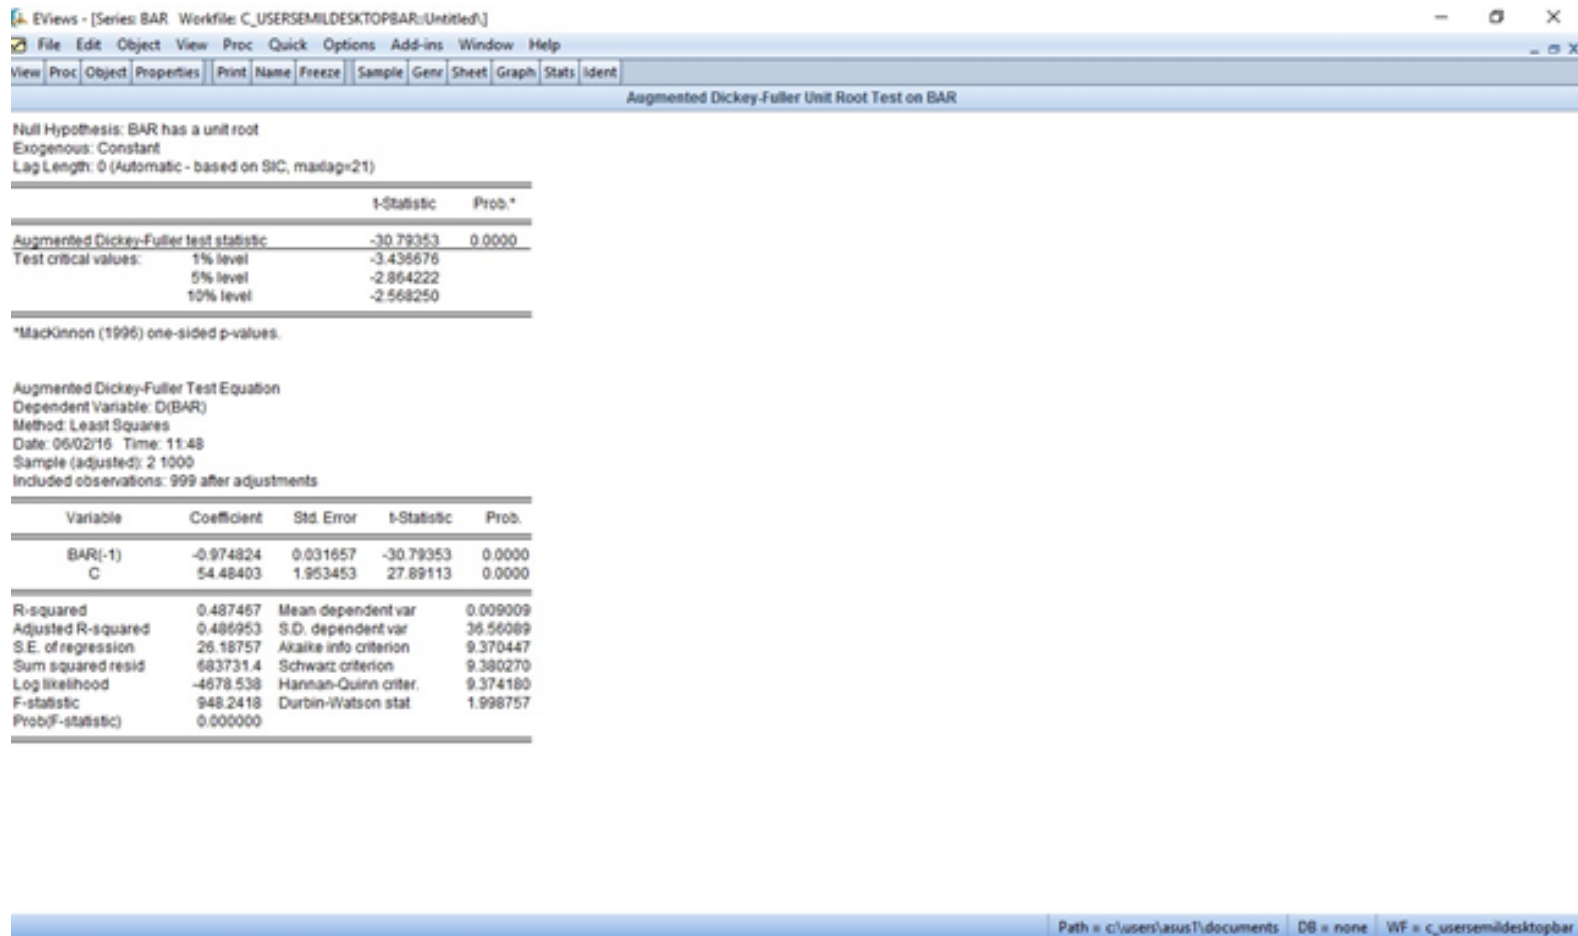 EViews - [Series: BAR   Workfile: C_USERSEMILDESKTOPBAR::Untitled\]
File Edit Object View Proc Quick Options Add-ins Window Help
View Proc Object Properties Print Name Freeze Sample Genr Sheet Graph Stats Ident
Augmented Dickey-Fuller Unit Root Test on BAR
Null Hypothesis: BAR has a unit root
Exogenous: Constant
Lag Length: 0 (Automatic - based on SIC, maxlag=21)
t-Statistic Prob.*
Augmented Dickey-Fuller test statistic -30.79353 0.0000
Test critical values: 1% level -3.436676
5% level -2.864222
10% level -2.568250
*MacKinnon (1996) one-sided p-values.
Augmented Dickey-Fuller Test Equation
Dependent Variable: D(BAR)
Method: Least Squares
Date: 06/02/16 Time: 11:48
Sample (adjusted): 2 1000
Included observations: 999 after adjustments
Variable Coefficient Std. Error t-Statistic Prob.
BAR(-1) -0.974824 0.031657 -30.79353 0.0000
C 54.48403 1.953453 27.89113 0.0000
R-squared 0.487467 Mean dependent var 0.009009
Adjusted R-squared 0.486953 S.D. dependent var 36.56089
S.E. of regression 26.18757 Akaike info criterion 9.370447
Sum squared resid 683731.4 Schwarz criterion 9.380270
Log likelihood -4678.538 Hannan-Quinn criter. 9.374180
F-statistic 948.2418 Durbin-Watson stat 1.998757
Prob(F-statistic) 0.000000
Path = c:\users\asus1\documents DB = none WF = c_usersemildesktopbar